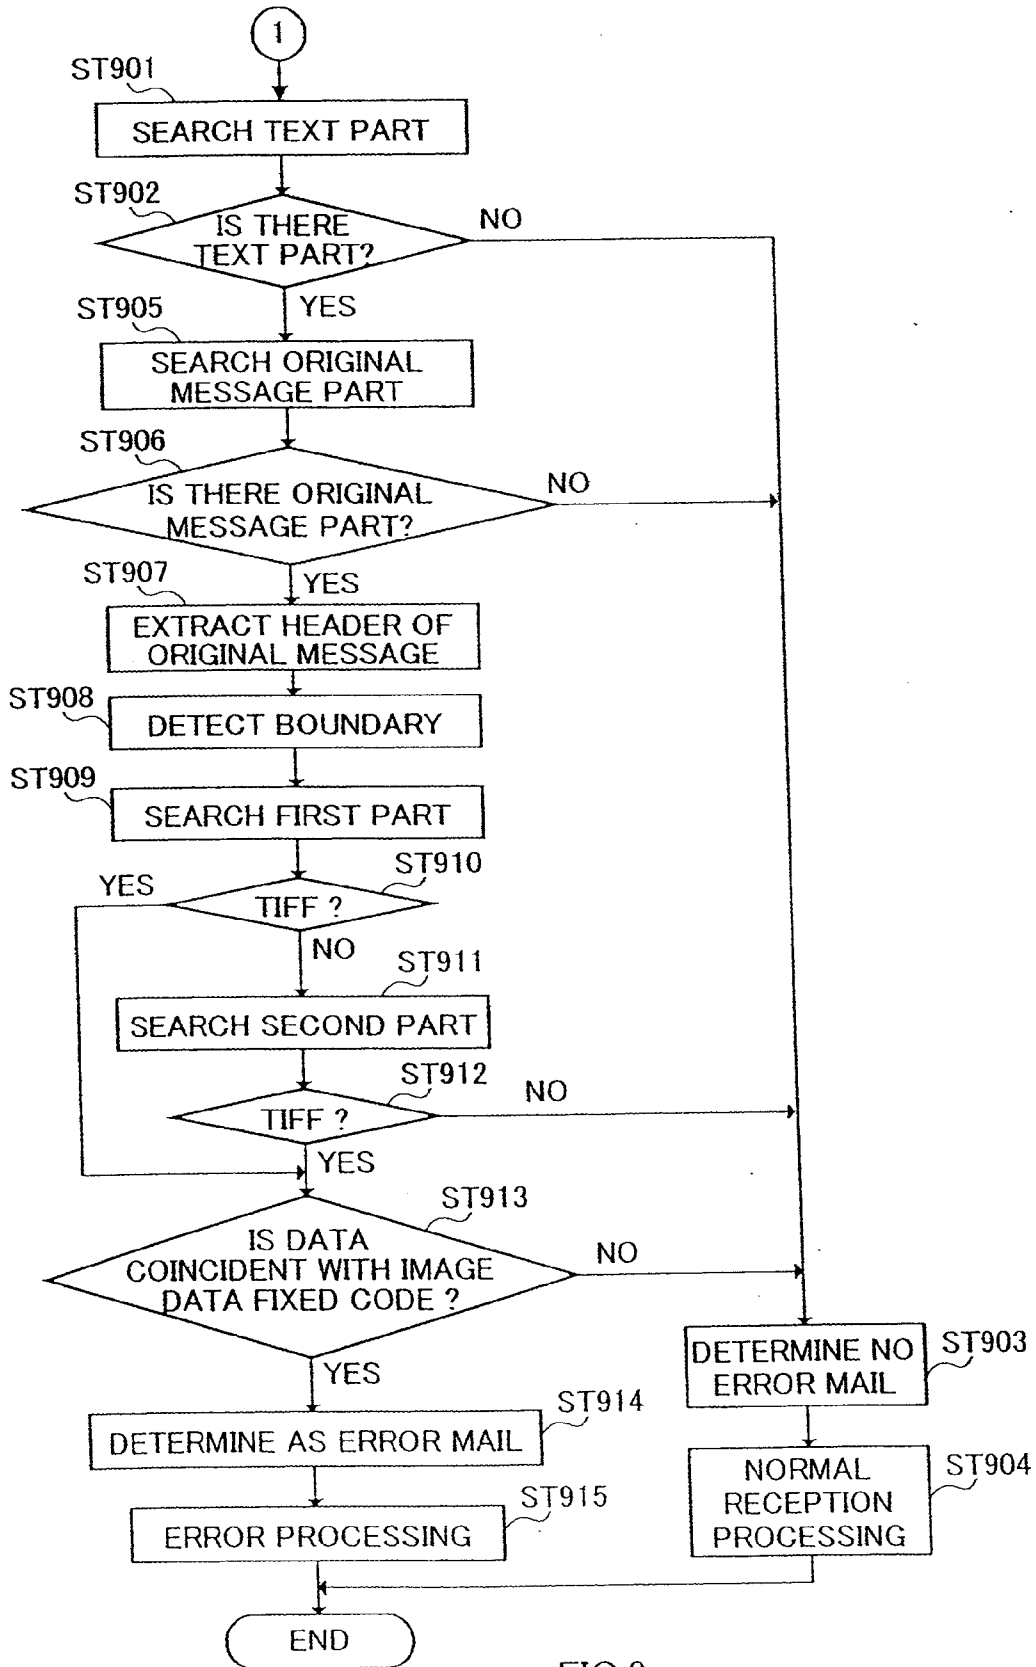 1
ST901
SEARCH TEXT PART
ST902
IS THERE
TEXT PART?
NO
YES
ST905
SEARCH ORIGINAL
MESSAGE PART
ST906
IS THERE ORIGINAL
MESSAGE PART?
NO
YES
ST907
EXTRACT HEADER OF
ORIGINAL MESSAGE
ST908
DETECT BOUNDARY
ST909
SEARCH FIRST PART
ST910
YES
TIFF ?
NO
ST911
SEARCH SECOND PART
ST912
TIFF ?
NO
YES
ST913
IS DATA
COINCIDENT WITH IMAGE
DATA FIXED CODE ?
NO
YES
DETERMINE NO
ERROR MAIL
ST903
ST914
DETERMINE AS ERROR MAIL
NORMAL
RECEPTION
PROCESSING
ST904
ST915
ERROR PROCESSING
END